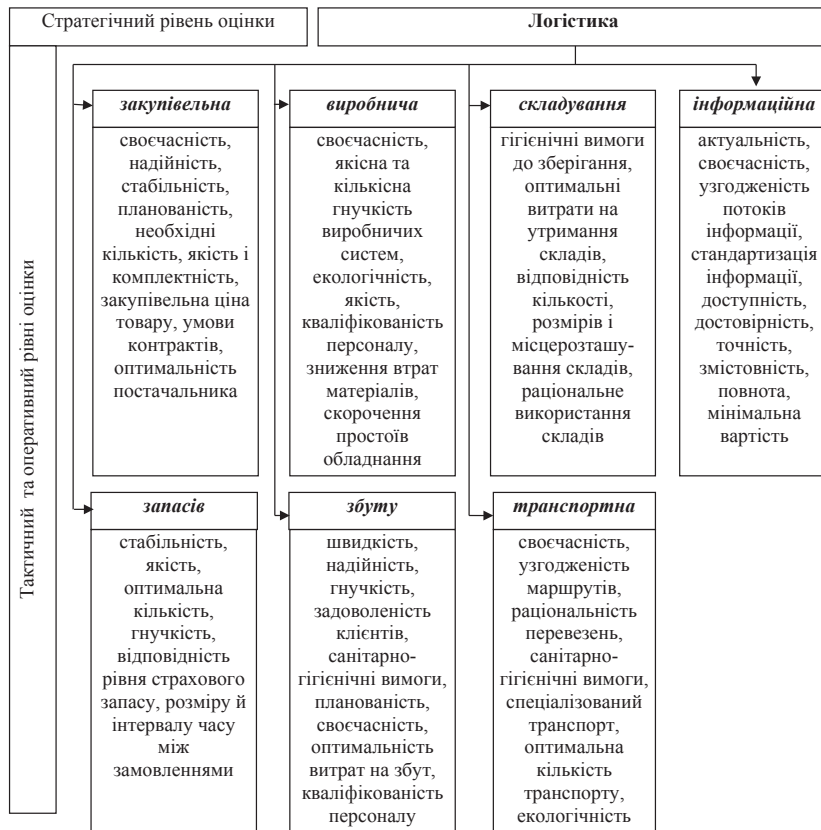 Стратегічний рівень оцінки
Логістика
Тактичний та оперативний рівні оцінки
закупівельна
своєчасність,
надійність,
стабільність,
планованість,
необхідні
кількість, якість і
комплектність,
закупівельна ціна
товару, умови
контрактів,
оптимальність
постачальника
виробнича
своєчасність,
якісна та
кількісна
гнучкість
виробничих
систем,
екологічність,
якість,
кваліфікованість
персоналу,
зниження втрат
матеріалів,
скорочення
простоїв
обладнання
складування
гігієнічні вимоги
до зберігання,
оптимальні
витрати на
утримання
складів,
відповідність
кількості,
розмірів і
місцерозташу-
вання складів,
раціональне
використання
складів
інформаційна
актуальність,
своєчасність,
узгодженість
потоків
інформації,
стандартизація
інформації,
доступність,
достовірність,
точність,
змістовність,
повнота,
мінімальна
вартість
запасів
стабільність,
якість,
оптимальна
кількість,
гнучкість,
відповідність
рівня страхового
запасу, розміру й
інтервалу часу
між
замовленнями
збуту
швидкість,
надійність,
гнучкість,
задоволеність
клієнтів,
санітарно-
гігієнічні вимоги,
планованість,
своєчасність,
оптимальність
витрат на збут,
кваліфікованість
персоналу
транспортна
своєчасність,
узгодженість
маршрутів,
раціональність
перевезень,
санітарно-
гігієнічні вимоги,
спеціалізований
транспорт,
оптимальна
кількість
транспорту,
екологічність